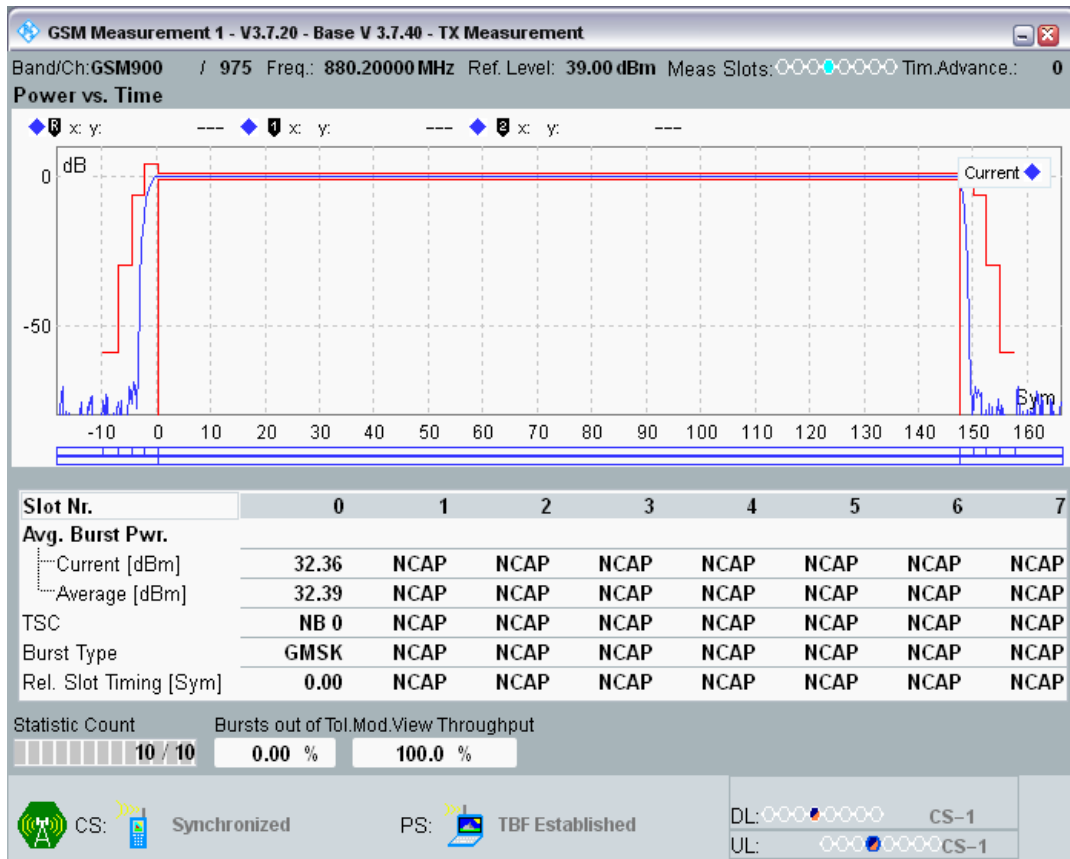 GSM Measurement 1 - V3.7.20 - Base V 3.7.40 - TX Measurement
Band/Ch:GSM900 / 975 Freq.: 880.20000 MHz Ref. Level: 39.00 dBm Meas Slots: Tim.Advance.: 0
Power vs. Time
R x: y: --- 1 x: y: --- 2 x: y: ---
dB
Current
0
-50
Sym
-10 0 10 20 30 40 50 60 70 80 90 100 110 120 130 140 150 160
Slot Nr. 0 1 2 3 4 5 6 7
Avg. Burst Pwr.
Current [dBm] 32.36 NCAP NCAP NCAP NCAP NCAP NCAP NCAP
Average [dBm] 32.39 NCAP NCAP NCAP NCAP NCAP NCAP NCAP
TSC NB 0 NCAP NCAP NCAP NCAP NCAP NCAP NCAP
Burst Type GMSK NCAP NCAP NCAP NCAP NCAP NCAP NCAP
Rel. Slot Timing [Sym] 0.00 NCAP NCAP NCAP NCAP NCAP NCAP NCAP
Statistic Count Bursts out of Tol. Mod.View Throughput
10 / 10 0.00 % 100.0 %
CS: Synchronized PS: TBF Established DL: CS-1
UL: CS-1